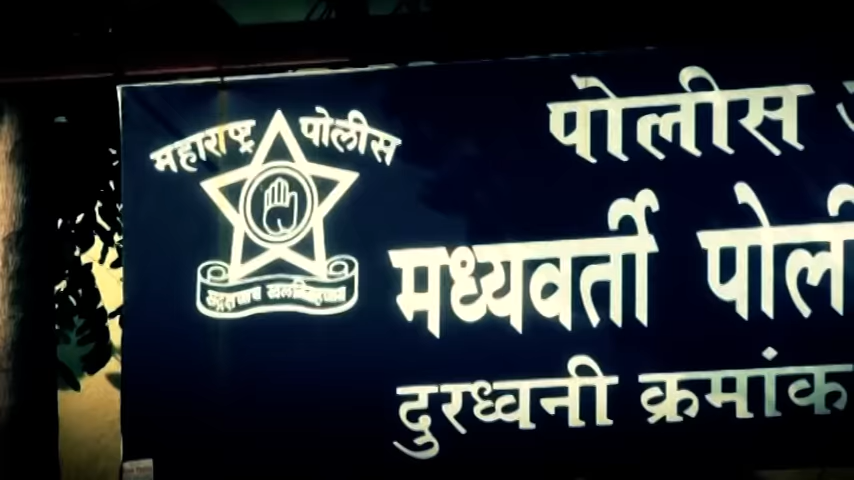 महाराष्ट्र पोलीस
पोलीस
मध्यवर्ती पोली
दुरध्वनी क्रमांक